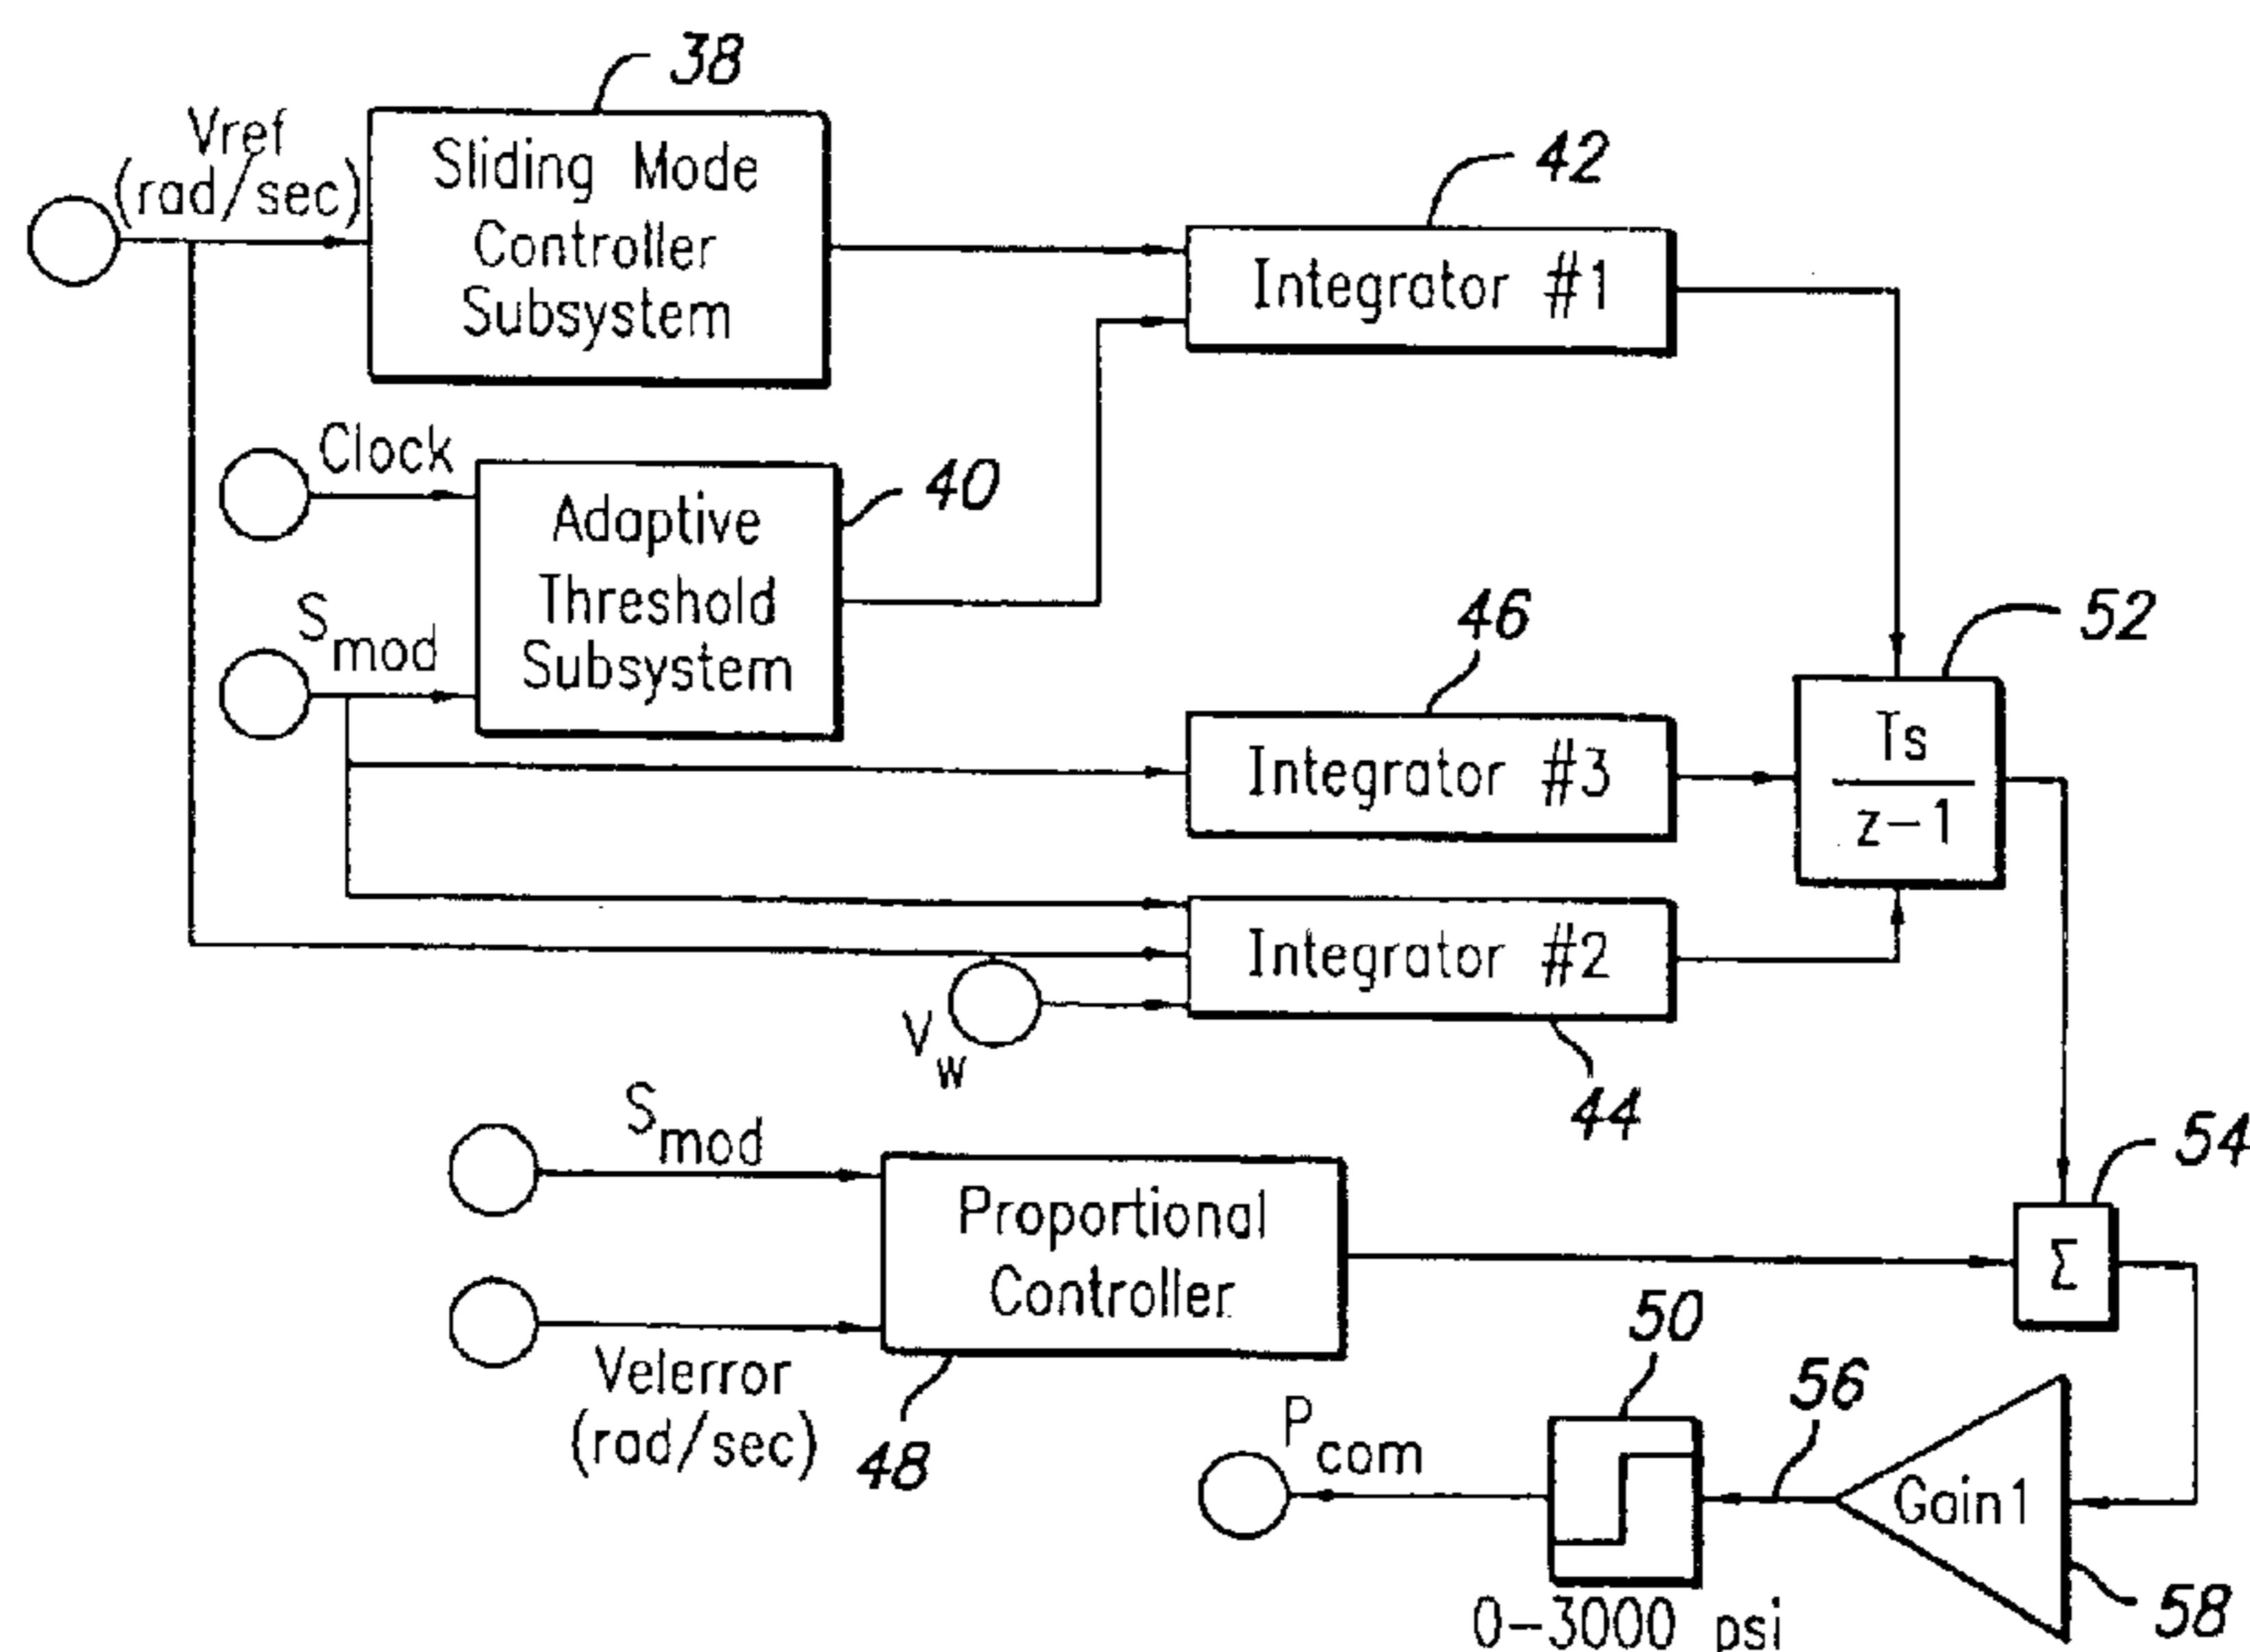 38
Vref
(rad/sec)
Sliding Mode
Controller
Subsystem
42
Integrator #1
Clock
40
Adaptive
Threshold
Subsystem
Smod
46
52
Integrator #3
Ts
z-1
Integrator #2
Vw
44
Smod
54
Proportional
Controller
Σ
50
Velerror
(rad/sec)
48
56
Pcom
Gain1
0-3000 psi
58